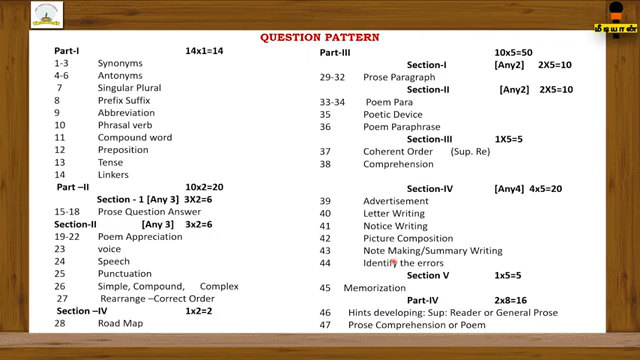 QUESTION PATTERN
Part-I 14x1=14
1-3 Synonyms
4-6 Antonyms
7 Singular Plural
8 Prefix Suffix
9 Abbreviation
10 Phrasal verb
11 Compound word
12 Preposition
13 Tense
14 Linkers
Part –II 10x2=20
Section - 1 [Any 3] 3X2=6
15-18 Prose Question Answer
Section-II [Any 3] 3x2=6
19-22 Poem Appreciation
23 voice
24 Speech
25 Punctuation
26 Simple, Compound, Complex
27 Rearrange –Correct Order
Section –IV 1x2=2
28 Road Map
Part-III 10x5=50
Section-I [Any2] 2X5=10
29-32 Prose Paragraph
Section-II [Any2] 2X5=10
33-34 Poem Para
35 Poetic Device
36 Poem Paraphrase
Section-III 1X5=5
37 Coherent Order (Sup. Re)
38 Comprehension
Section-IV [Any4] 4x5=20
39 Advertisement
40 Letter Writing
41 Notice Writing
42 Picture Composition
43 Note Making/Summary Writing
44 Identify the errors
Section V 1x5=5
45 Memorization
Part-IV 2x8=16
46 Hints developing: Sup: Reader or General Prose
47 Prose Comprehension or Poem
மீடியான்